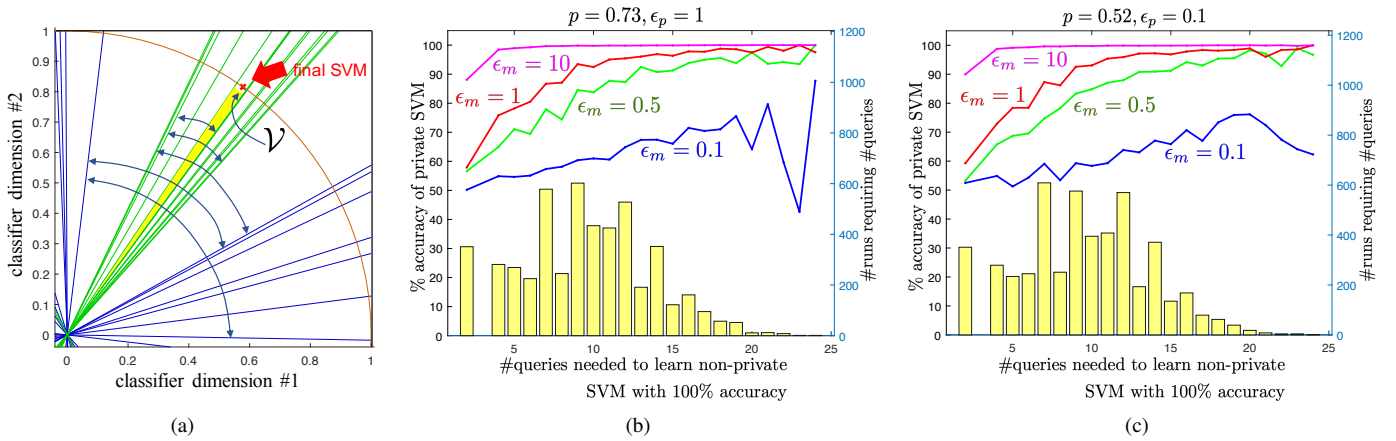 classifier dimension #2
1
0.9
0.8
0.7
0.6
0.5
0.4
0.3
0.2
0.1
0
0 0.2 0.4 0.6 0.8 1
classifier dimension #1
final SVM
𝒱
(a)
p = 0.73, ϵ_p = 1
% accuracy of private SVM
100
90
80
70
60
50
40
30
20
10
0
ϵ_m = 10
ϵ_m = 1
ϵ_m = 0.5
ϵ_m = 0.1
1200
1000
800
600
400
200
0
#runs requiring #queries
5 10 15 20 25
#queries needed to learn non-private
SVM with 100% accuracy
(b)
p = 0.52, ϵ_p = 0.1
% accuracy of private SVM
100
90
80
70
60
50
40
30
20
10
0
ϵ_m = 10
ϵ_m = 1
ϵ_m = 0.5
ϵ_m = 0.1
1200
1000
800
600
400
200
0
#runs requiring #queries
5 10 15 20 25
#queries needed to learn non-private
SVM with 100% accuracy
(c)